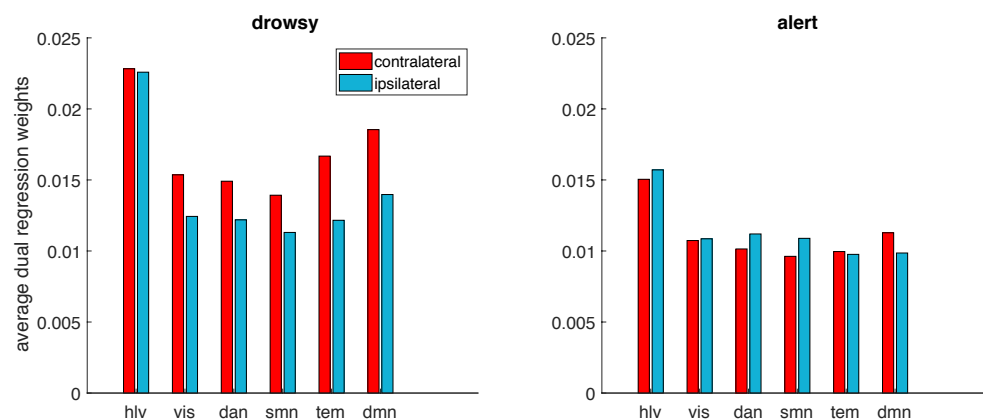 drowsy
average dual regression weights
0.025
0.02
0.015
0.01
0.005
0
contralateral
ipsilateral
hlv vis dan smn tem dmn
alert
0.025
0.02
0.015
0.01
0.005
0
hlv vis dan smn tem dmn